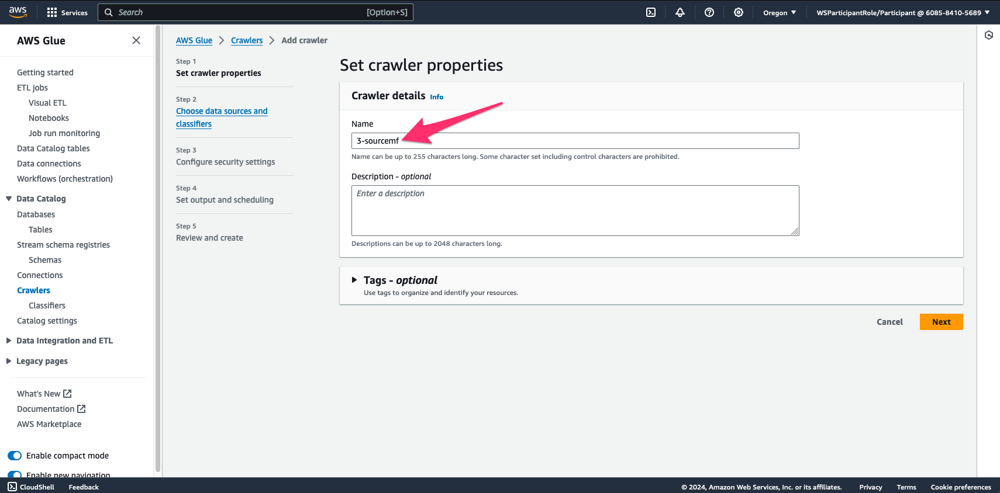 aws
Services
Search
[Option+S]
Oregon
WSParticipantRole/Participant @ 6085-8410-5689
AWS Glue
Getting started
ETL jobs
Visual ETL
Notebooks
Job run monitoring
Data Catalog tables
Data connections
Workflows (orchestration)
Data Catalog
Databases
Tables
Stream schema registries
Schemas
Connections
Crawlers
Classifiers
Catalog settings
Data Integration and ETL
Legacy pages
What's New
Documentation
AWS Marketplace
Enable compact mode
Enable new navigation
AWS Glue
Crawlers
Add crawler
Step 1
Set crawler properties
Step 2
Choose data sources and
classifiers
Step 3
Configure security settings
Step 4
Set output and scheduling
Step 5
Review and create
Set crawler properties
Crawler details Info
Name
3-sourcemf
Name can be up to 255 characters long. Some character set including control characters are prohibited.
Description - optional
Enter a description
Descriptions can be up to 2048 characters long.
Tags - optional
Use tags to organize and identify your resources.
Cancel
Next
CloudShell
Feedback
© 2024, Amazon Web Services, Inc. or its affiliates.
Privacy
Terms
Cookie preferences